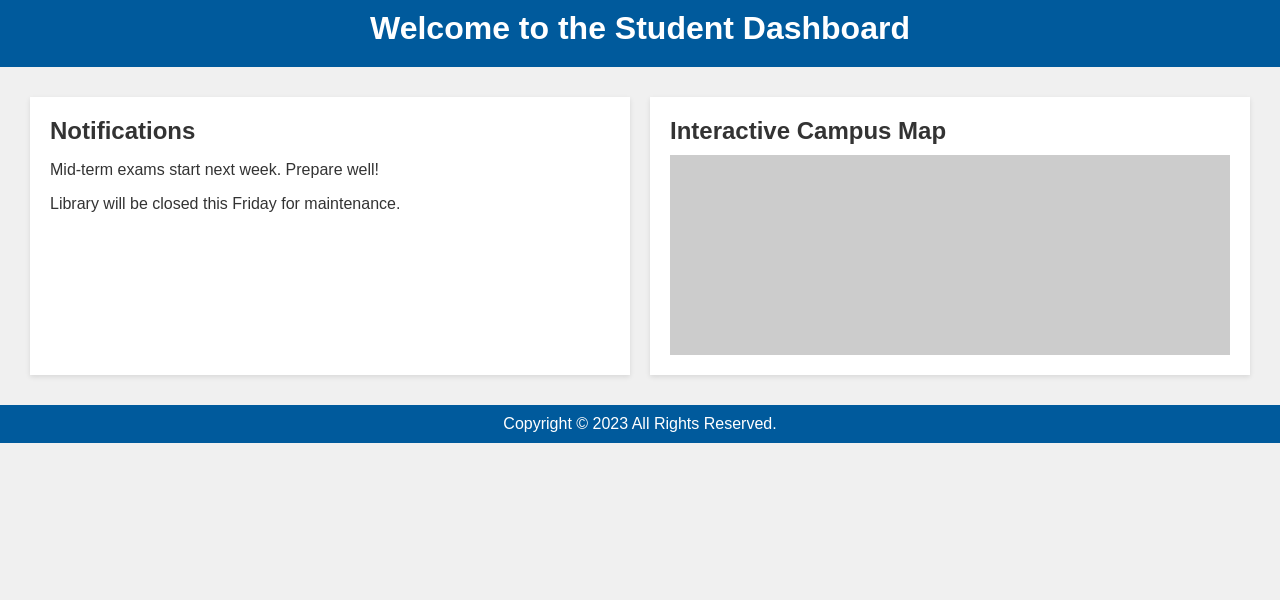 Welcome to the Student Dashboard
Notifications
Mid-term exams start next week. Prepare well!
Library will be closed this Friday for maintenance.
Interactive Campus Map
Copyright © 2023 All Rights Reserved.